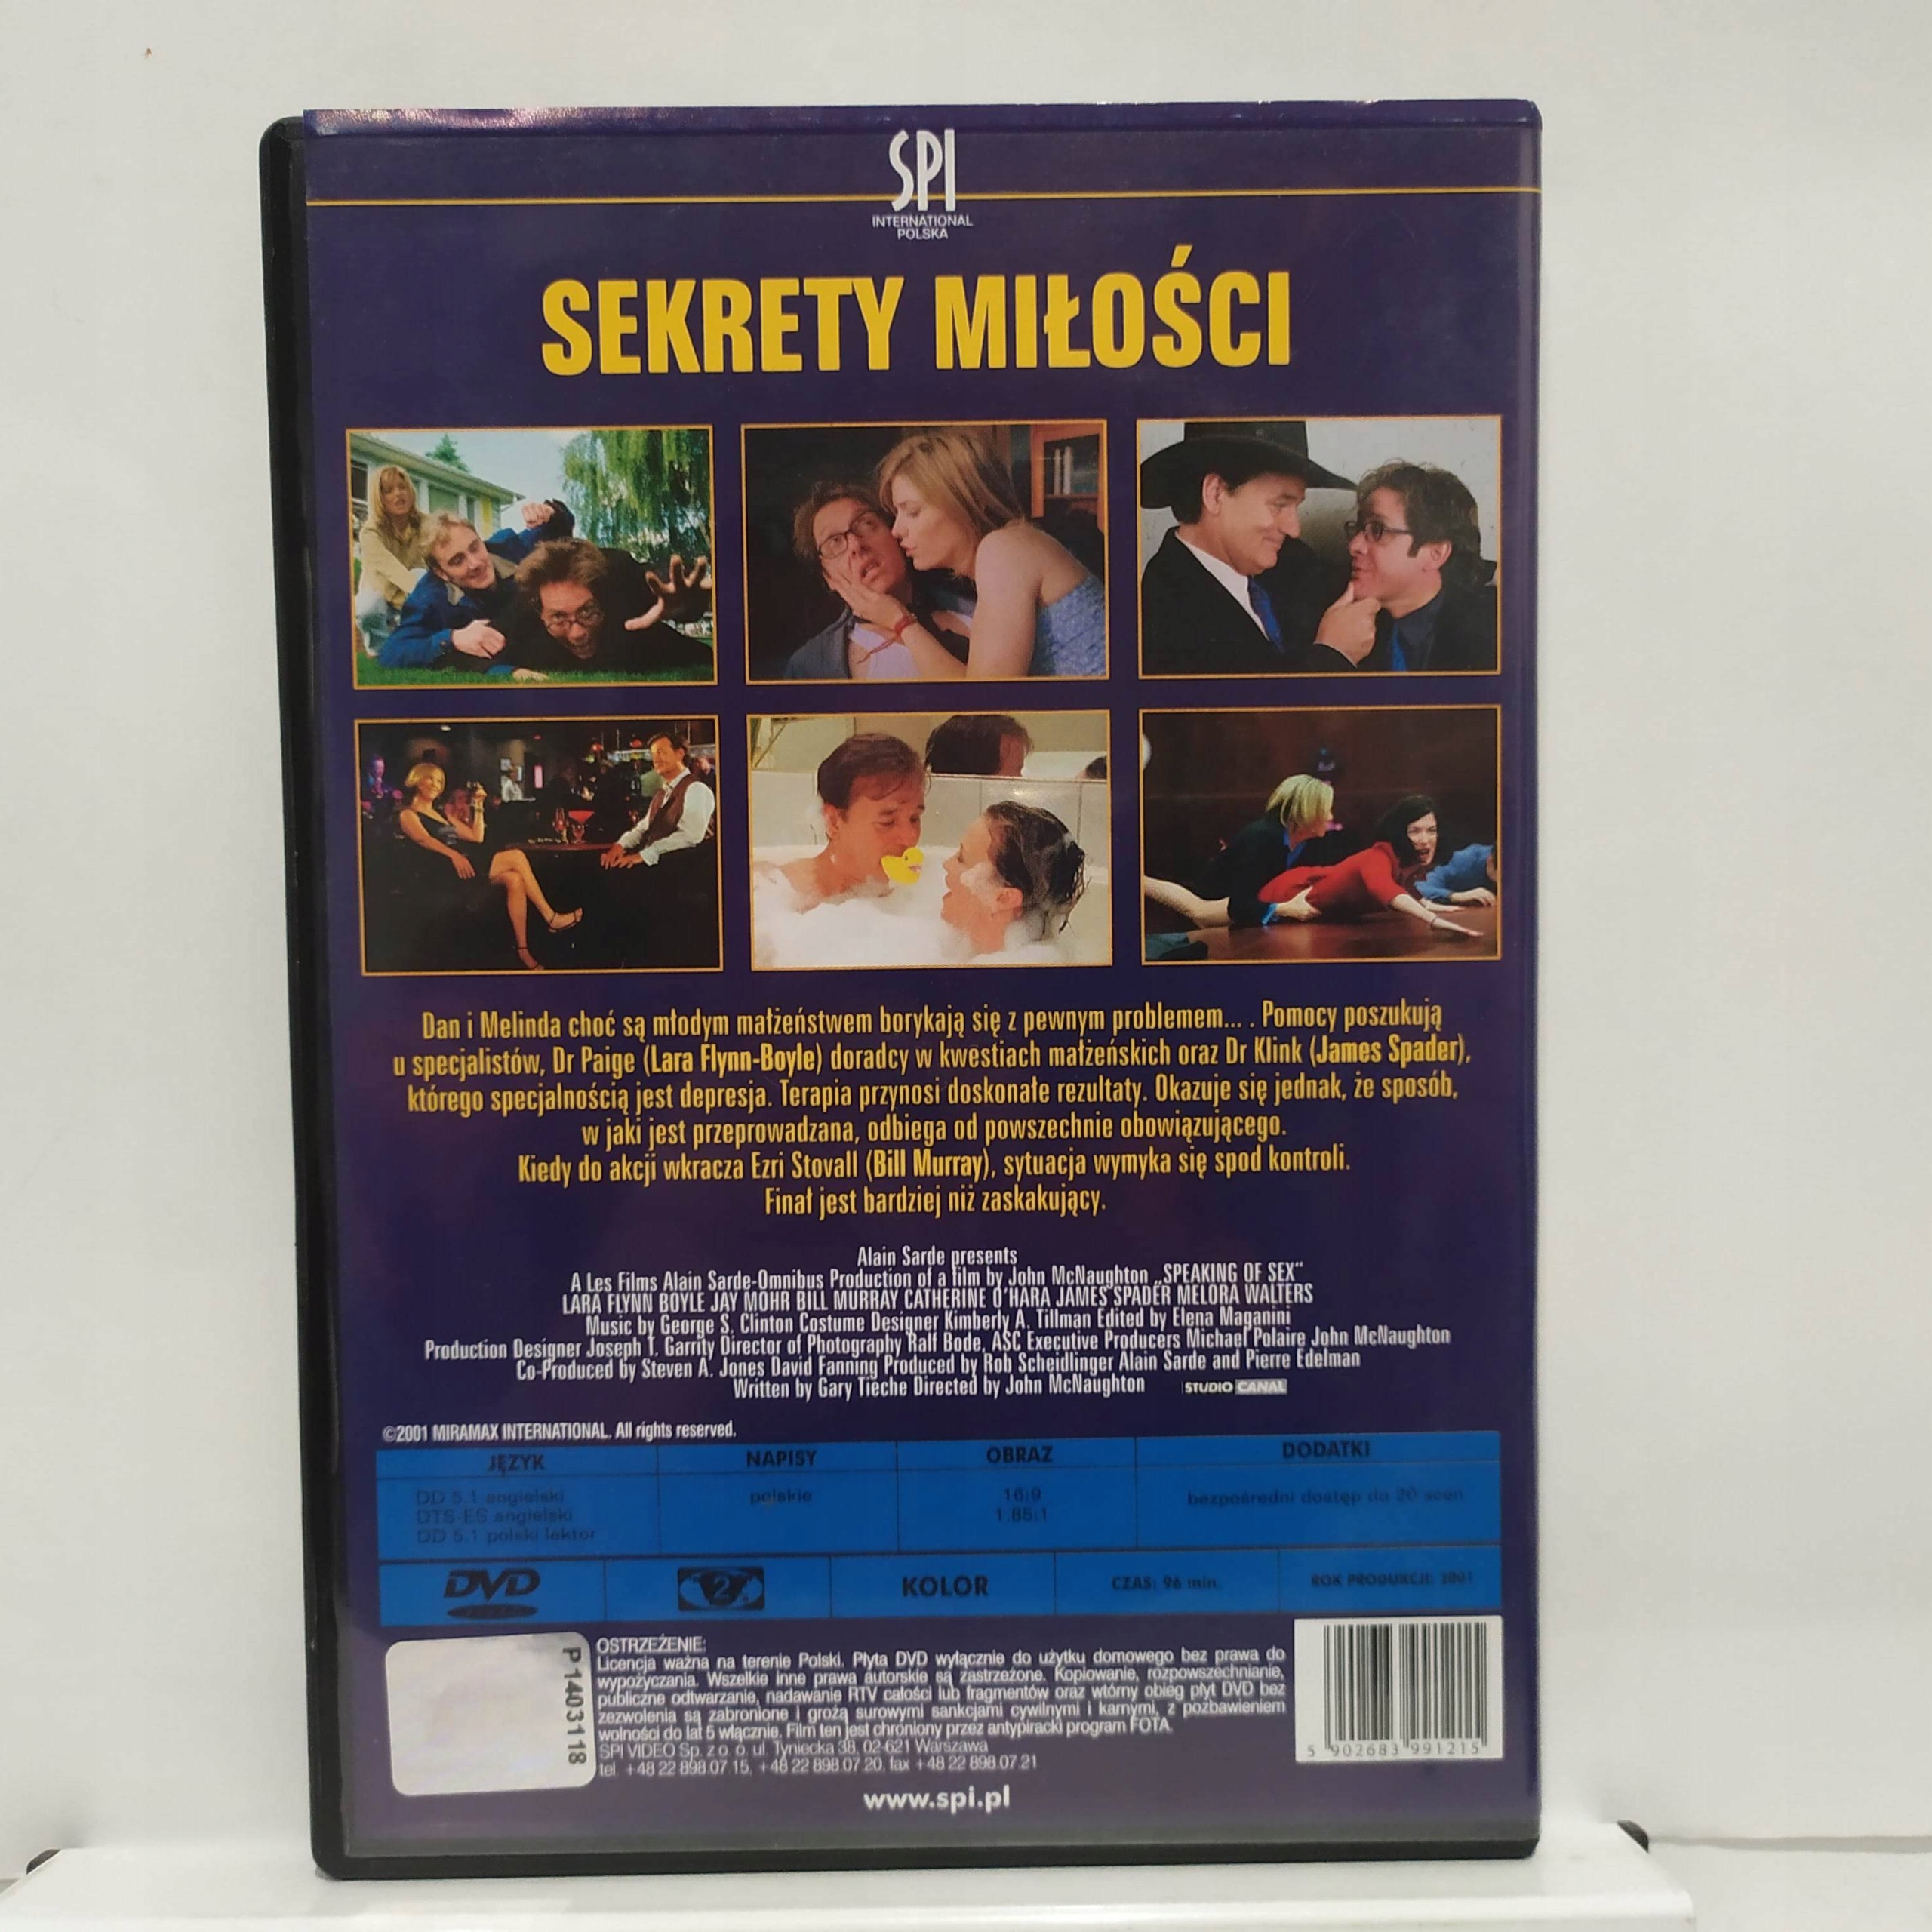 SPI
INTERNATIONAL
POLSKA
SEKRETY MIŁOŚCI
Dan i Melinda choć są młodym małżeństwem borykają się z pewnym problemem... . Pomocy poszukują
u specjalistów, Dr Paige (Lara Flynn-Boyle) doradcy w kwestiach małżeńskich oraz Dr Klink (James Spader),
którego specjalnością jest depresja. Terapia przynosi doskonałe rezultaty. Okazuje się jednak, że sposób,
w jaki jest przeprowadzana, odbiega od powszechnie obowiązującego.
Kiedy do akcji wkracza Ezri Stovall (Bill Murray), sytuacja wymyka się spod kontroli.
Finał jest bardziej niż zaskakujący.
Alain Sarde presents
A Les Films Alain Sarde-Omnibus Production of a film by John McNaughton „SPEAKING OF SEX“
LARA FLYNN BOYLE JAY MOHR BILL MURRAY CATHERINE O'HARA JAMES SPADER MELORA WALTERS
Music by George S. Clinton Costume Designer Kimberly A. Tillman Edited by Elena Maganini
Production Designer Joseph T. Garrity Director of Photography Ralf Bode, ASC Executive Producers Michael Polaire John McNaughton
Co-Produced by Steven A. Jones David Fanning Produced by Rob Scheidlinger Alain Sarde and Pierre Edelman
Written by Gary Tieche Directed by John McNaughton STUDIO CANAL
©2001 MIRAMAX INTERNATIONAL. All rights reserved.
JĘZYK NAPISY OBRAZ DODATKI
DD 5.1 angielski polskie 16:9 bezpośredni dostęp do 20 scen
DTS-ES angielski 1.85:1
DD 5.1 polski lektor
DVD 2 KOLOR CZAS: 96 min. ROK PRODUKCJI: 2001
P 1403118
OSTRZEŻENIE:
Licencja ważna na terenie Polski. Płyta DVD wyłącznie do użytku domowego bez prawa do
wypożyczania. Wszelkie inne prawa autorskie są zastrzeżone. Kopiowanie, rozpowszechnianie,
publiczne odtwarzanie, nadawanie RTV całości lub fragmentów oraz wtórny obieg płyt DVD bez
zezwolenia są zabronione i grożą surowymi sankcjami cywilnymi i karnymi, z pozbawieniem
wolności do lat 5 włącznie. Film ten jest chroniony przez antypiracki program FOTA.
SPI VIDEO Sp. z o. o. ul. Tyniecka 38, 02-621 Warszawa
tel. +48 22 898 07 15, +48 22 898 07 20, fax +48 22 898 07 21
www.spi.pl
5 902683 991215